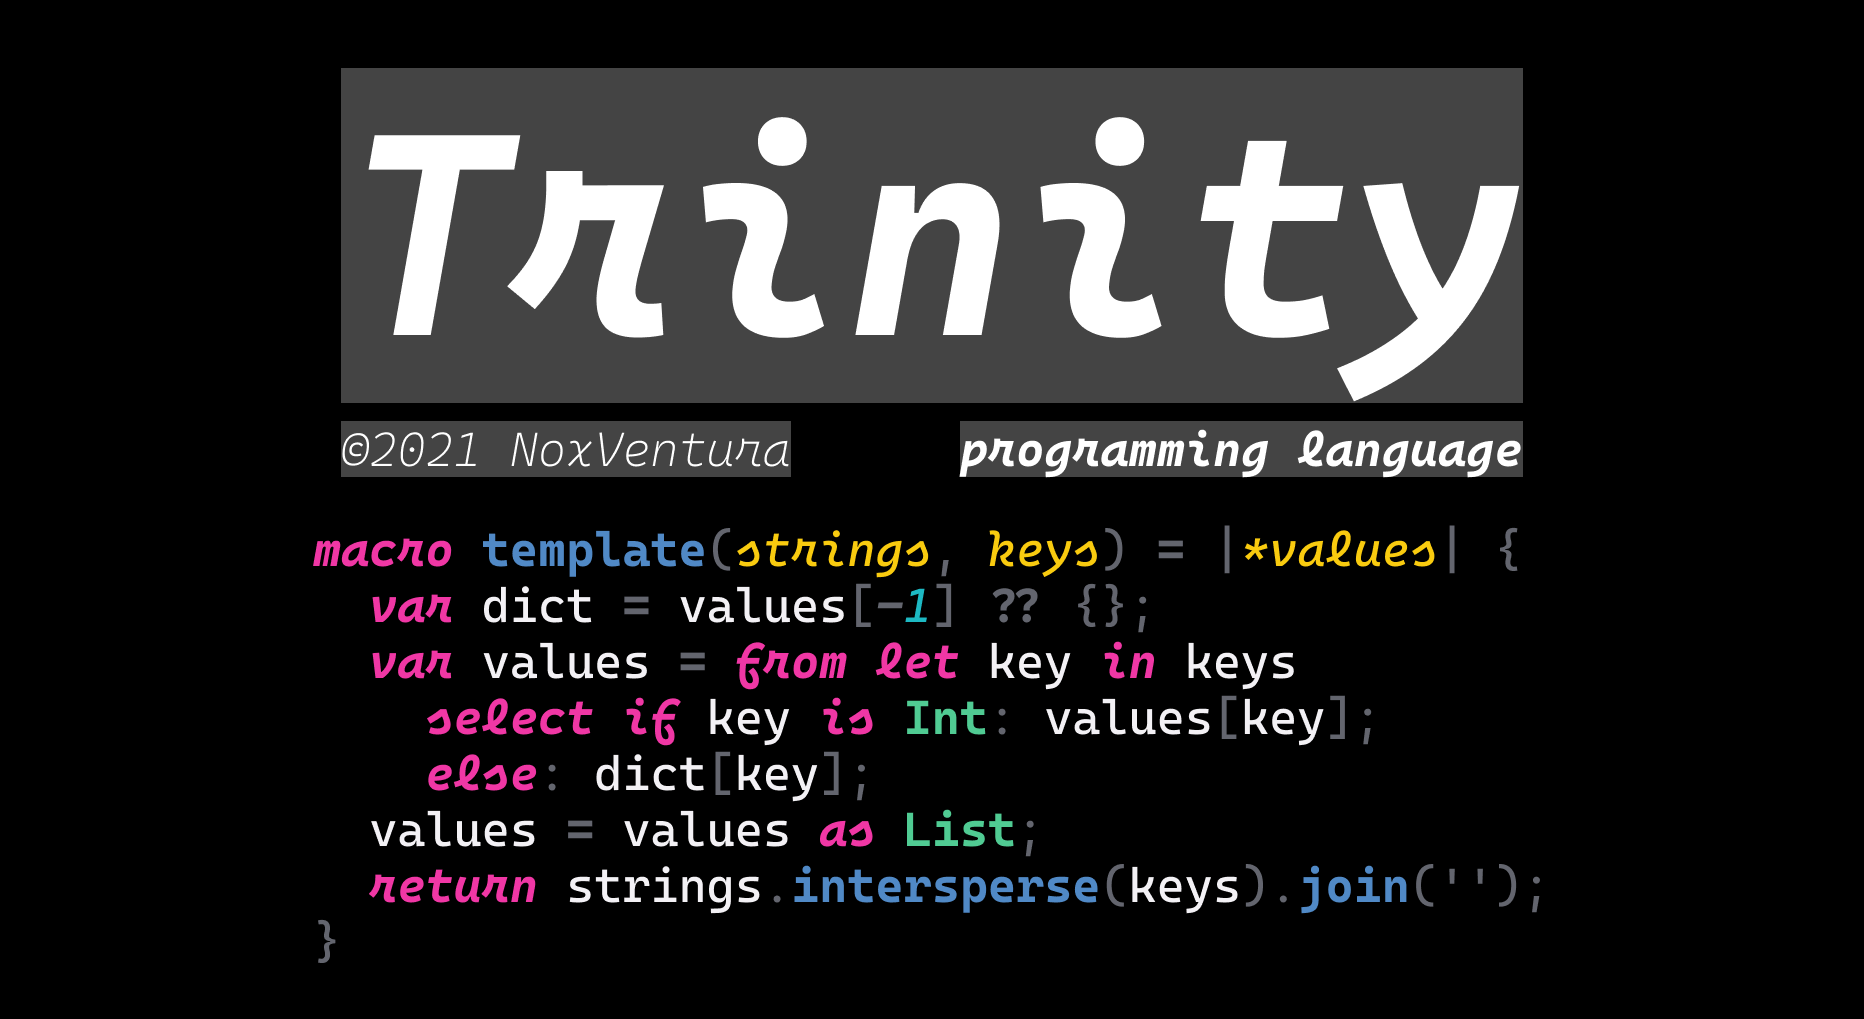 Trinity
©2021 NoxVentura programming language
macro template(strings, keys) = |*values| {
  var dict = values[-1] ?? {};
  var values = from let key in keys
    select if key is Int: values[key];
    else: dict[key];
  values = values as List;
  return strings.intersperse(keys).join('');
}